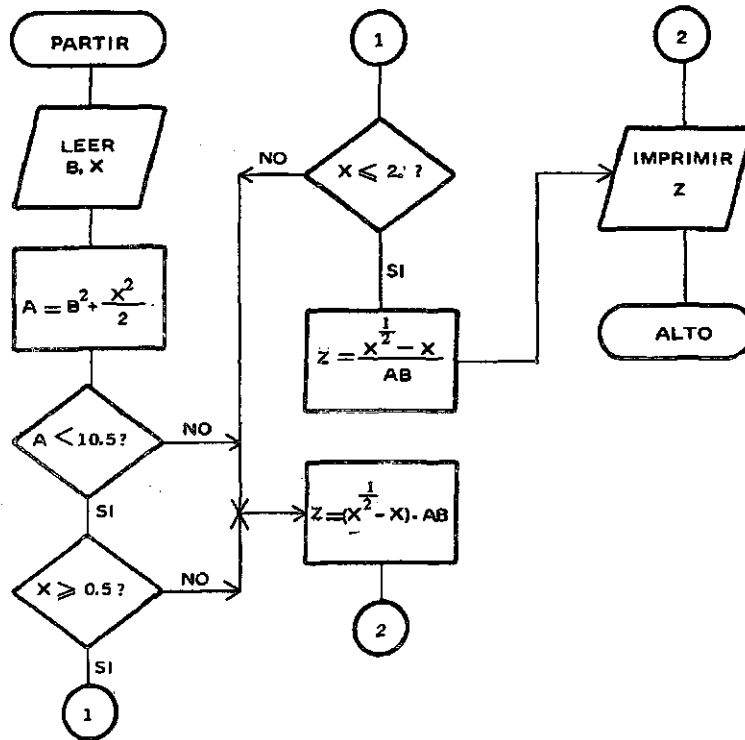 PARTIR
LEER
B, X
A = B² + X²/2
A < 10.5?
NO
SI
X ⩾ 0.5?
NO
SI
1
1
X ⩽ 2.?
NO
SI
Z = X^(1/2) - X / AB
Z = (X^(1/2) - X) . AB
2
2
IMPRIMIR
Z
ALTO